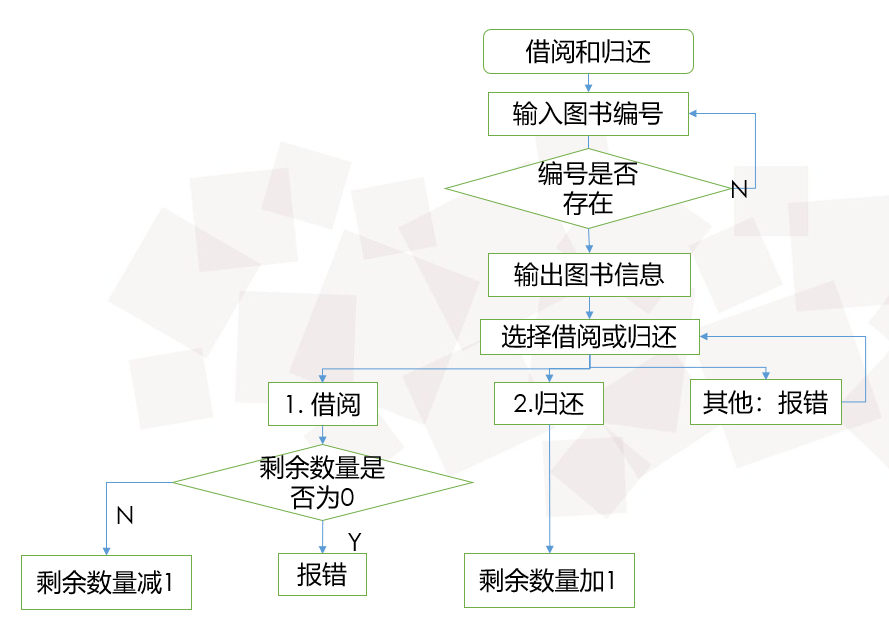 借阅和归还
输入图书编号
编号是否
存在
N
输出图书信息
选择借阅或归还
1. 借阅
2.归还
其他：报错
剩余数量是
否为0
N
Y
剩余数量减1
报错
剩余数量加1